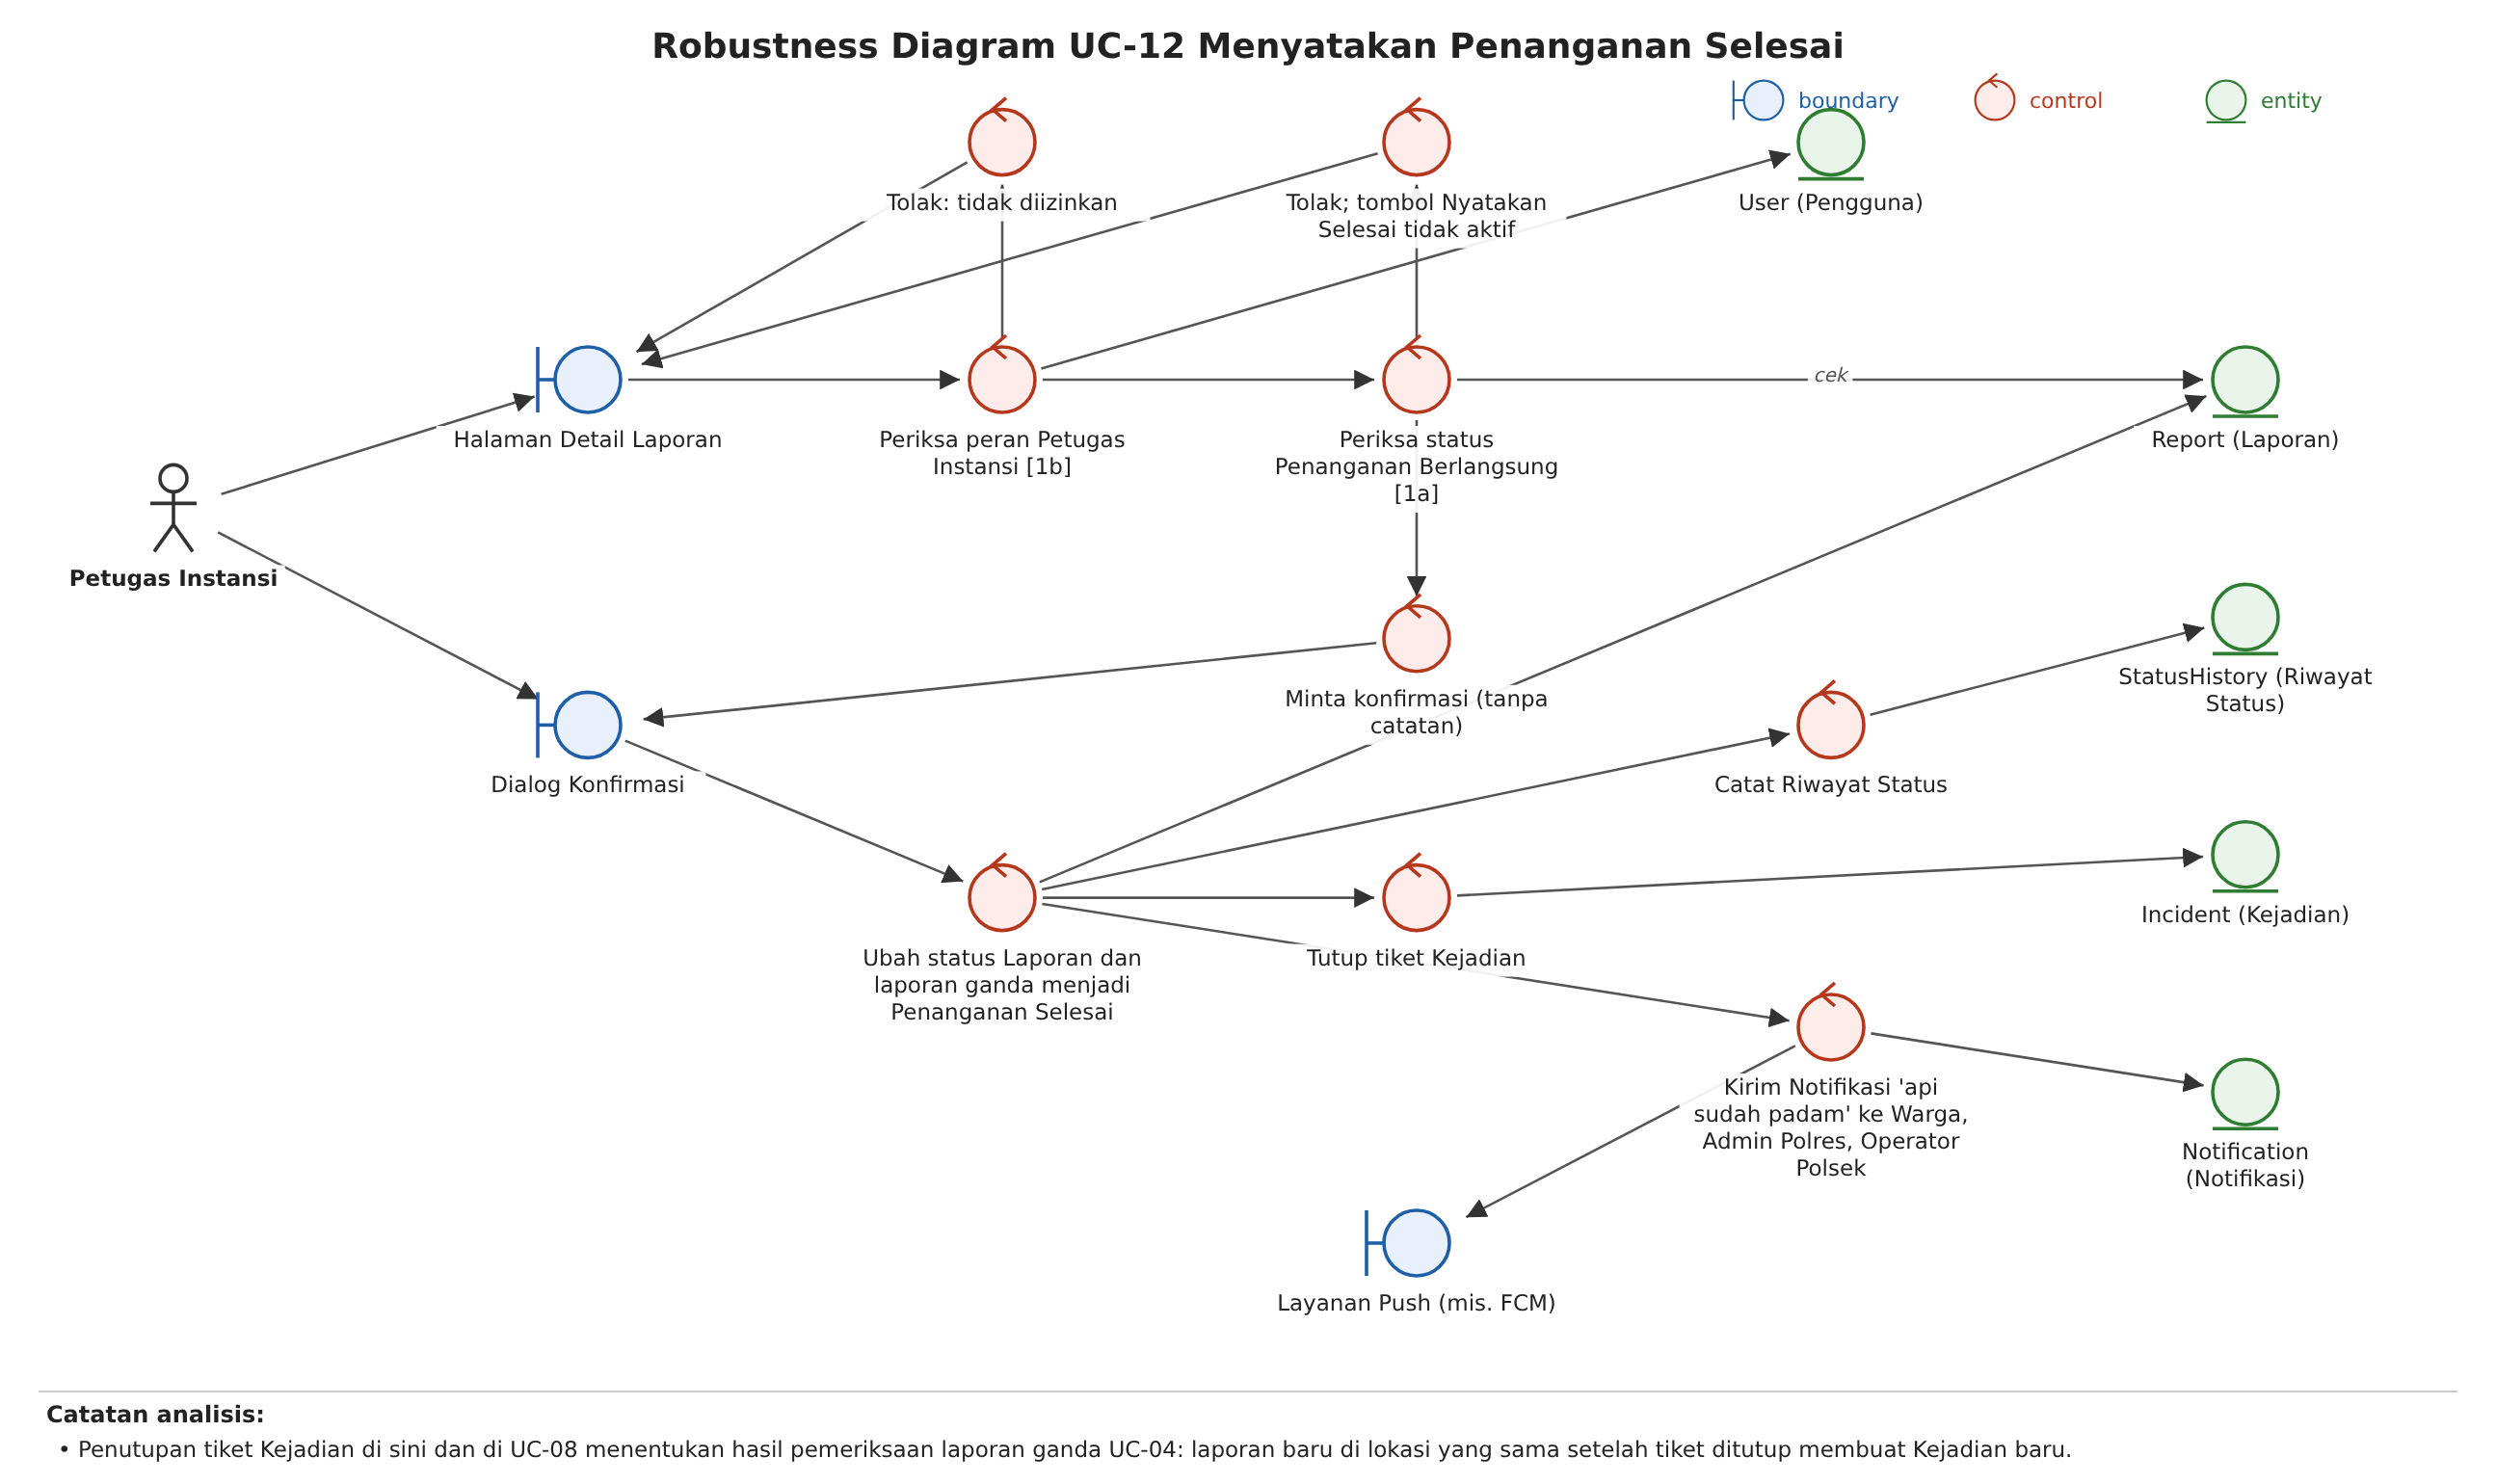 Robustness Diagram UC-12 Menyatakan Penanganan Selesai
boundary
control
entity
Tolak: tidak diizinkan
Tolak; tombol Nyatakan
Selesai tidak aktif
User (Pengguna)
Halaman Detail Laporan
Periksa peran Petugas
Instansi [1b]
Periksa status
Penanganan Berlangsung
[1a]
cek
Report (Laporan)
Petugas Instansi
Minta konfirmasi (tanpa
catatan)
StatusHistory (Riwayat
Status)
Dialog Konfirmasi
Catat Riwayat Status
Ubah status Laporan dan
laporan ganda menjadi
Penanganan Selesai
Tutup tiket Kejadian
Incident (Kejadian)
Kirim Notifikasi 'api
sudah padam' ke Warga,
Admin Polres, Operator
Polsek
Notification
(Notifikasi)
Layanan Push (mis. FCM)
Catatan analisis:
• Penutupan tiket Kejadian di sini dan di UC-08 menentukan hasil pemeriksaan laporan ganda UC-04: laporan baru di lokasi yang sama setelah tiket ditutup membuat Kejadian baru.